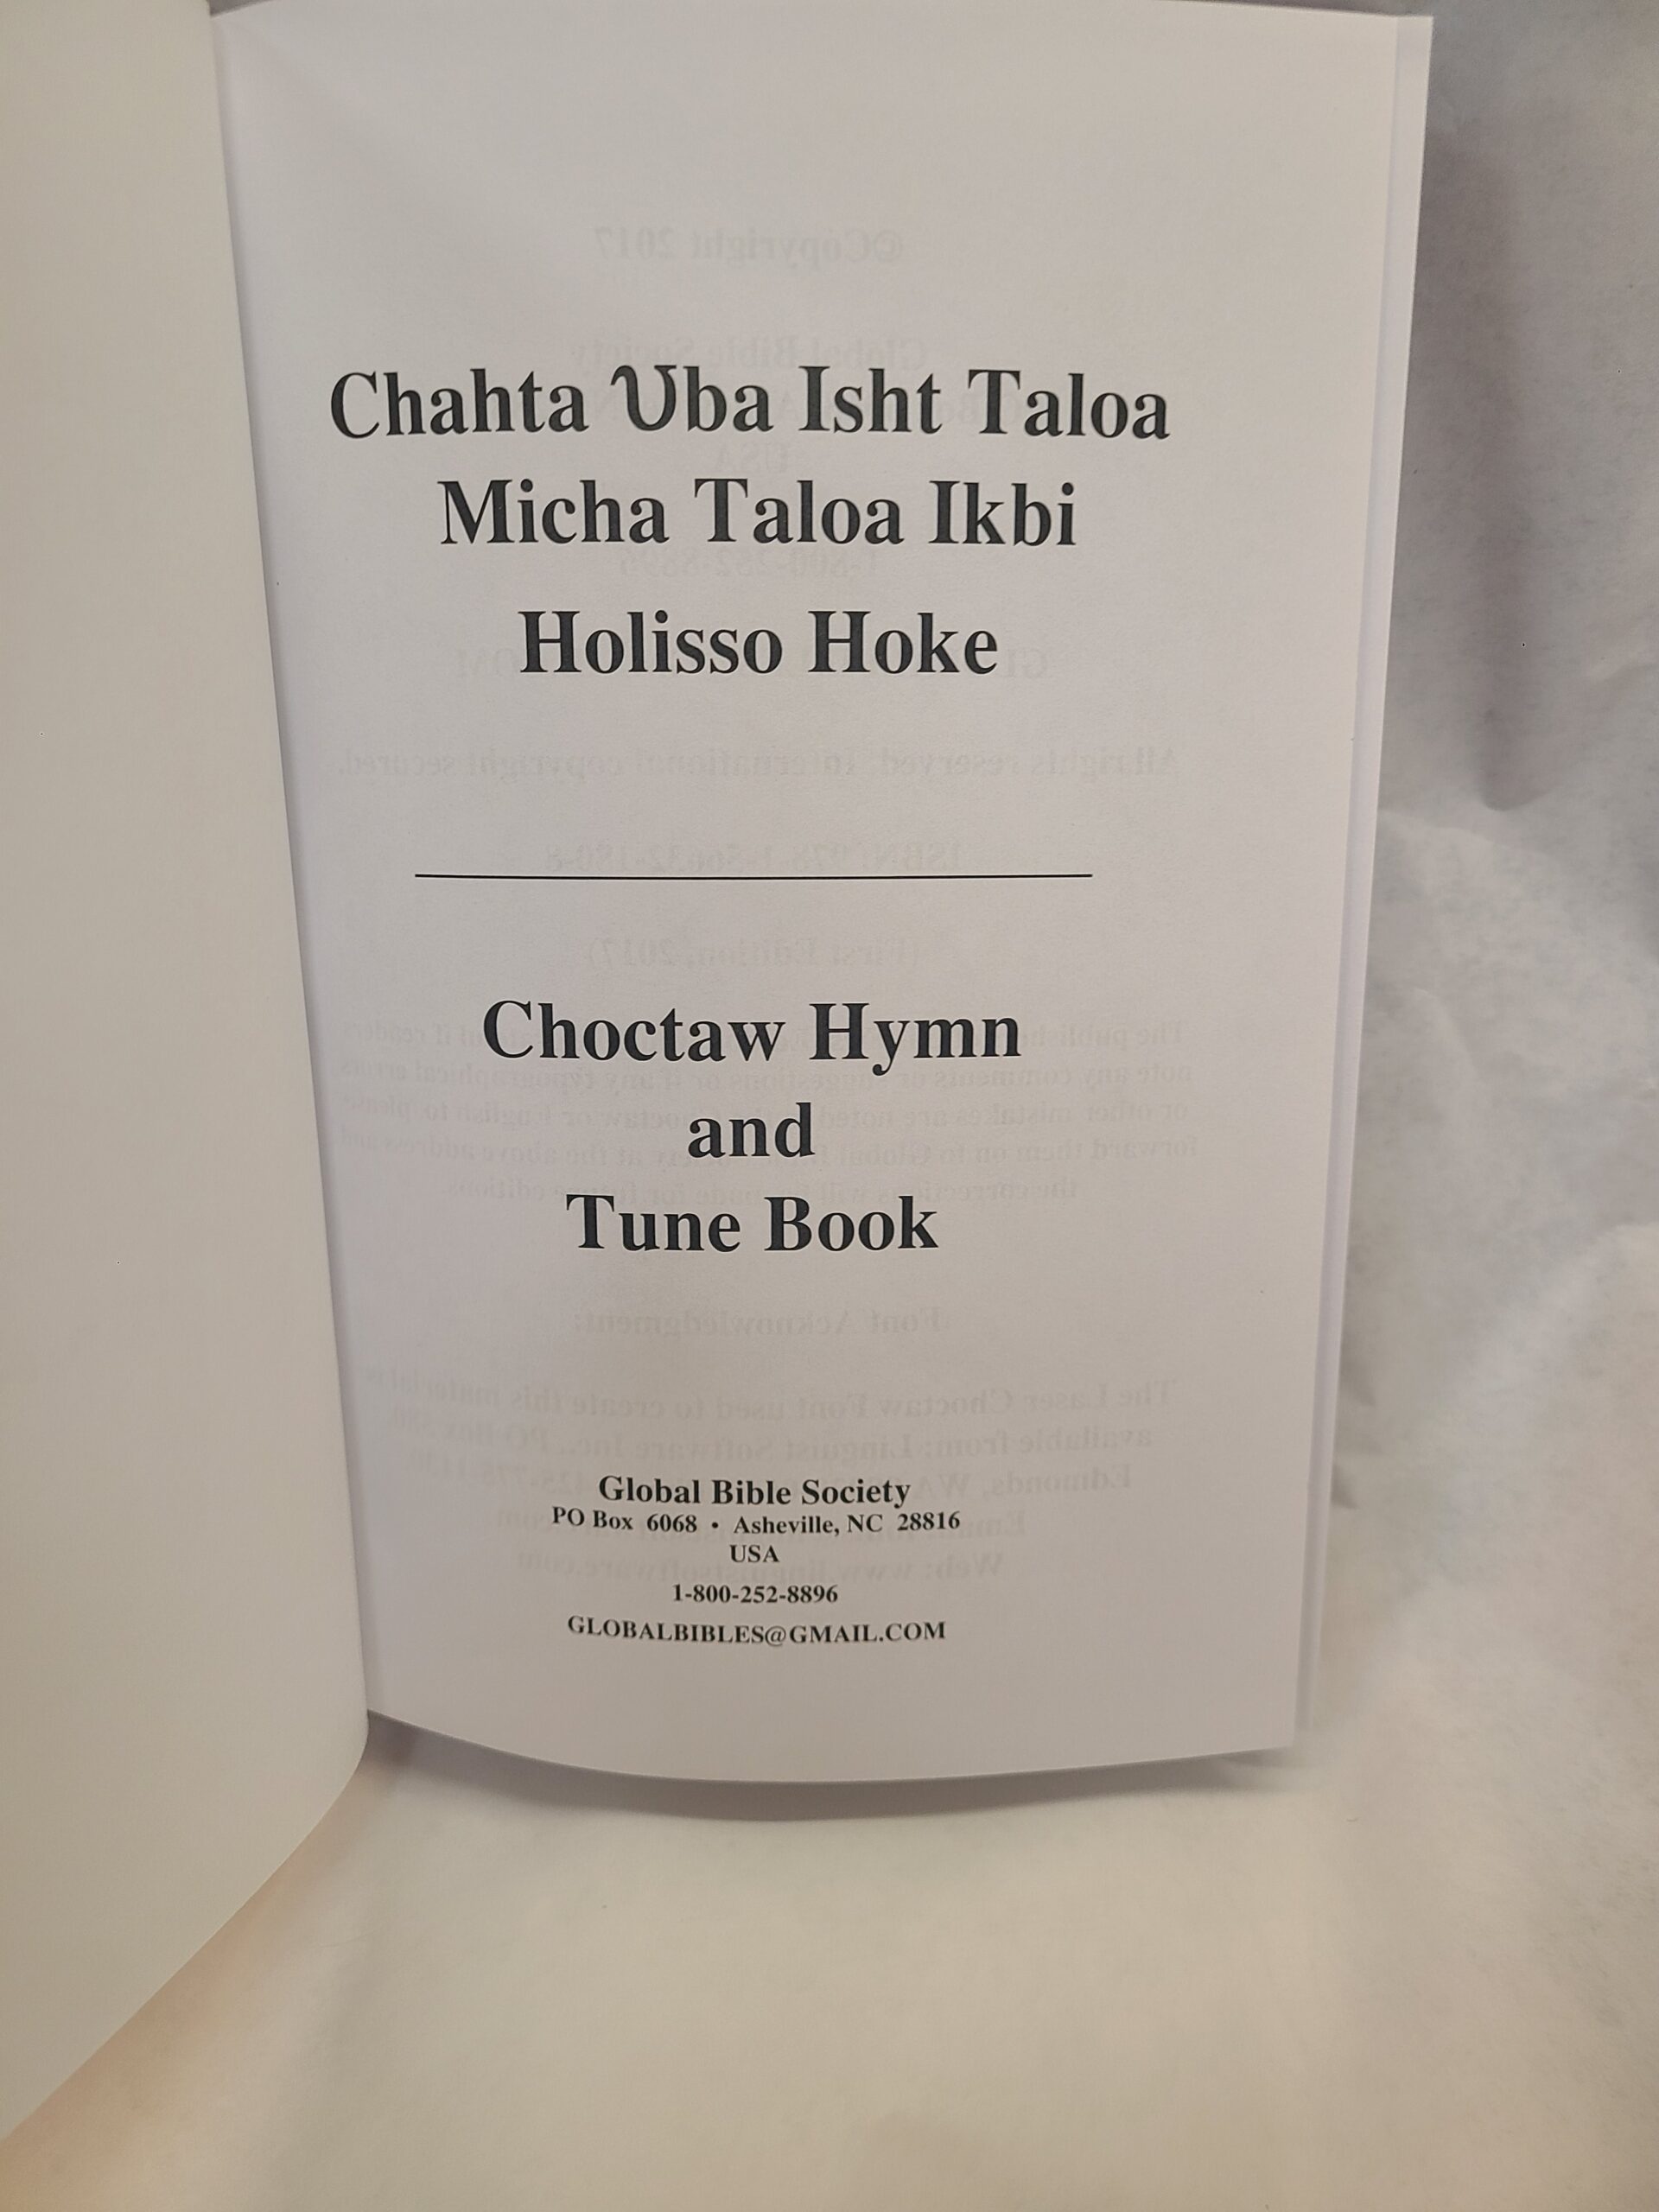 Chahta Ʊba Isht Taloa
Micha Taloa Ikbi
Holisso Hoke
Choctaw Hymn
and
Tune Book
Global Bible Society
PO Box 6068 • Asheville, NC 28816
USA
1-800-252-8896
GLOBALBIBLES@GMAIL.COM